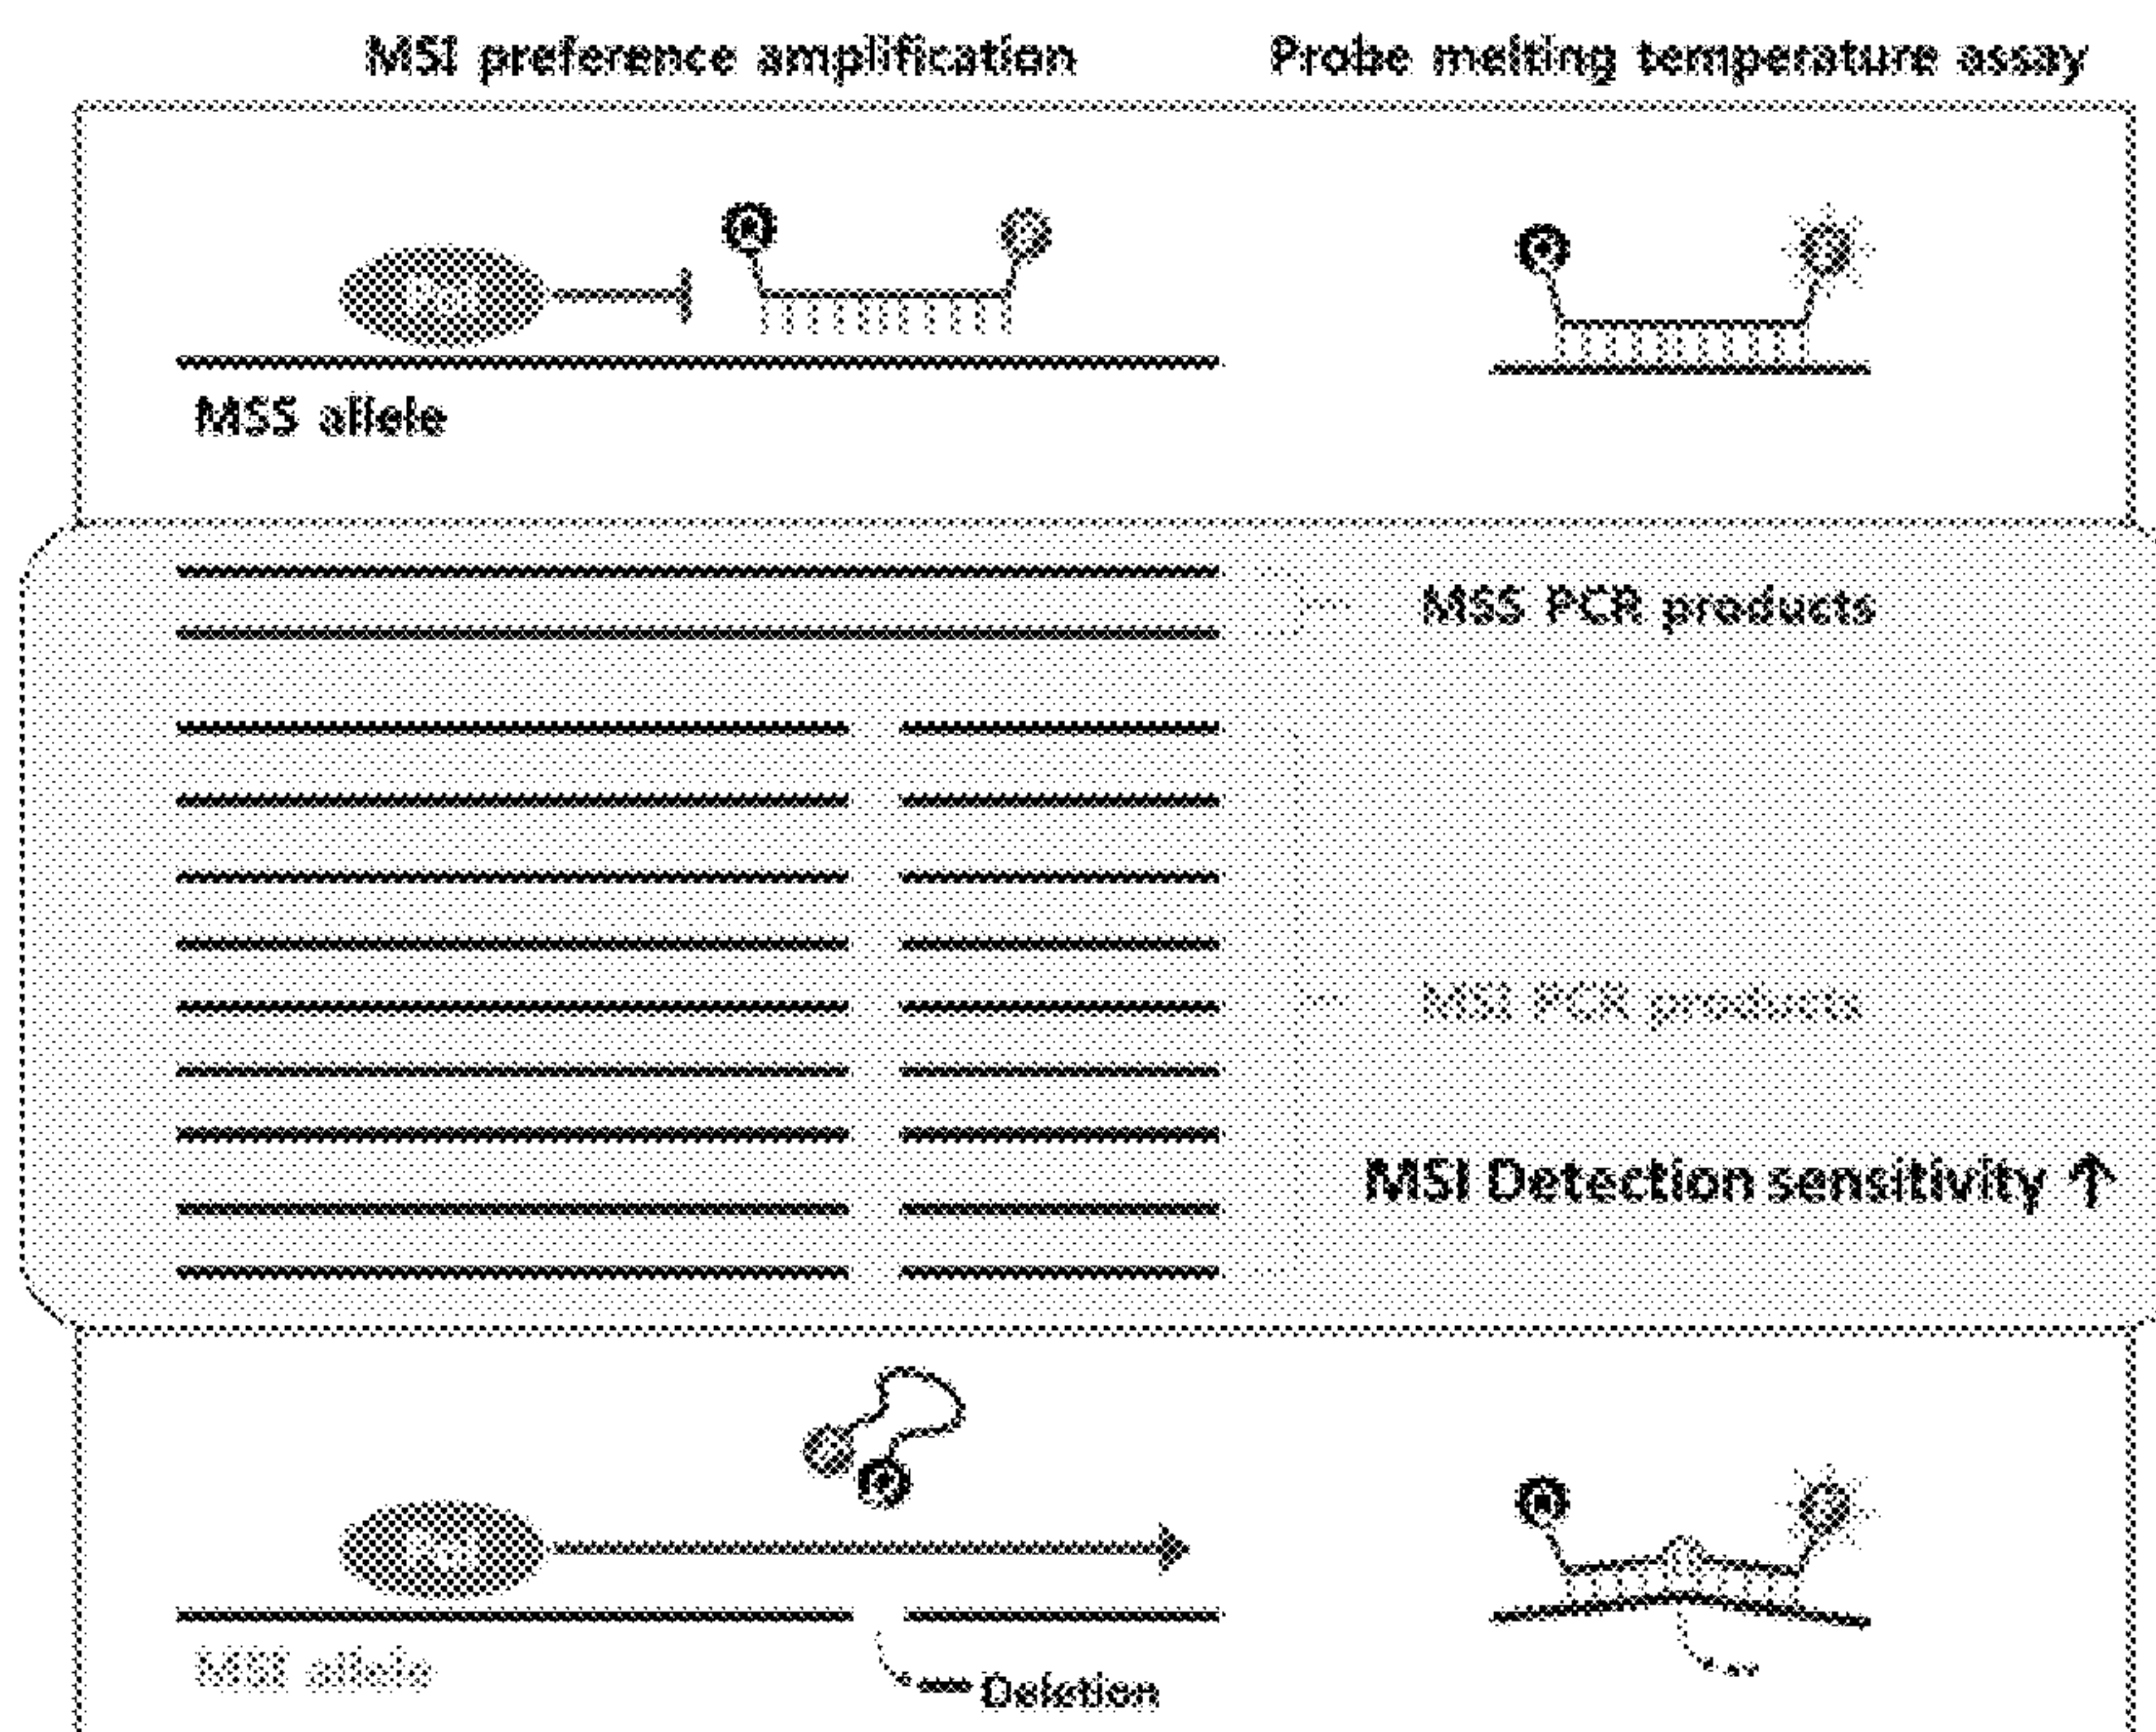 MSI preference amplification
Probe melting temperature assay
MSS allele
MSS PCR products
MSI PCR products
MSI Detection sensitivity ↑
MSI allele
Deletion